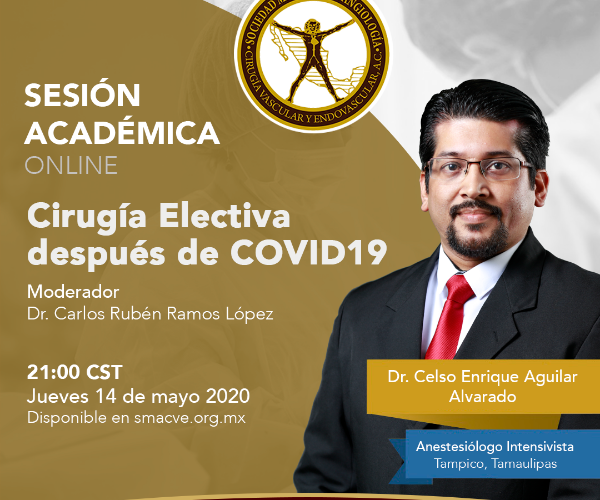 SOCIEDAD
ANGIOLOGÍA
CIRUGÍA VASCULAR Y ENDOVASCULAR, A.C.
SESIÓN
ACADÉMICA
ONLINE
Cirugía Electiva
después de COVID19
Moderador
Dr. Carlos Rubén Ramos López
21:00 CST
Jueves 14 de mayo 2020
Disponible en smacve.org.mx
Dr. Celso Enrique Aguilar
Alvarado
Anestesiólogo Intensivista
Tampico, Tamaulipas